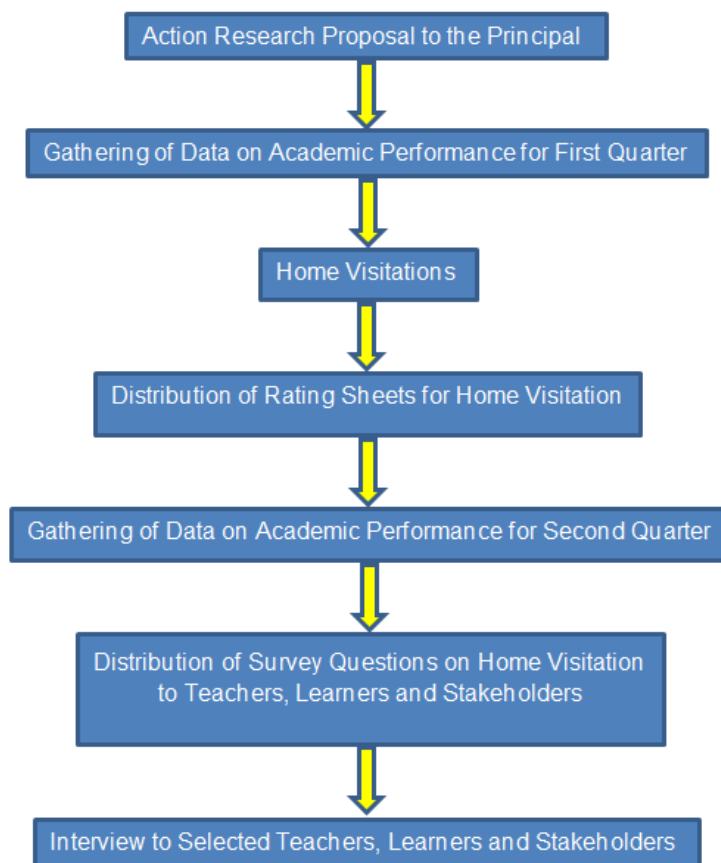 Action Research Proposal to the Principal
Gathering of Data on Academic Performance for First Quarter
Home Visitations
Distribution of Rating Sheets for Home Visitation
Gathering of Data on Academic Performance for Second Quarter
Distribution of Survey Questions on Home Visitation
to Teachers, Learners and Stakeholders
Interview to Selected Teachers, Learners and Stakeholders